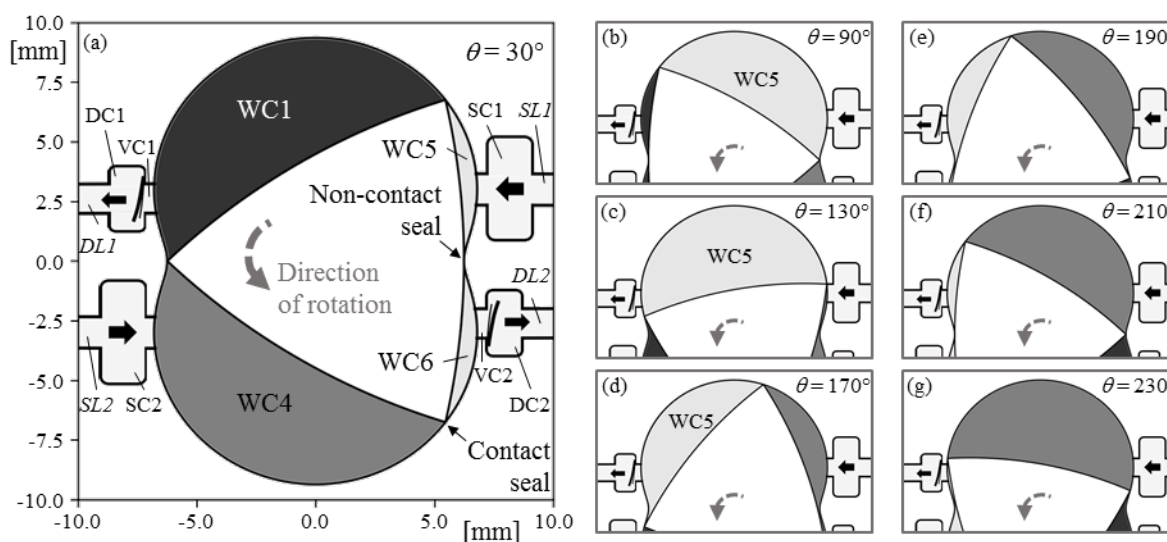 10.0
[mm]
7.5
5.0
2.5
0.0
-2.5
-5.0
-7.5
-10.0
-10.0
-5.0
0.0
5.0
[mm]
10.0
(a)
θ = 30°
WC1
DC1
VC1
DL1
SC1
SL1
WC5
Non-contact
seal
Direction
of rotation
DL2
SL2
SC2
WC4
WC6
VC2
DC2
Contact
seal
(b)
θ = 90°
WC5
(c)
θ = 130°
WC5
(d)
θ = 170°
WC5
(e)
θ = 190
(f)
θ = 210
(g)
θ = 230